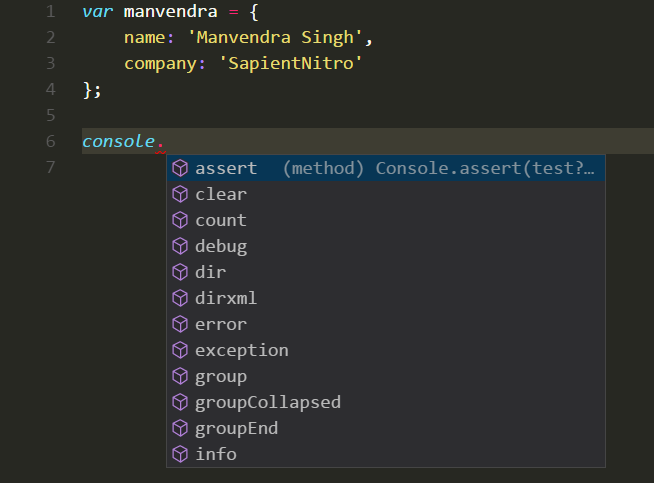 1 var manvendra = {
2     name: 'Manvendra Singh',
3     company: 'SapientNitro'
4 };
5
6 console.
7
assert (method) Console.assert(test?…
clear
count
debug
dir
dirxml
error
exception
group
groupCollapsed
groupEnd
info